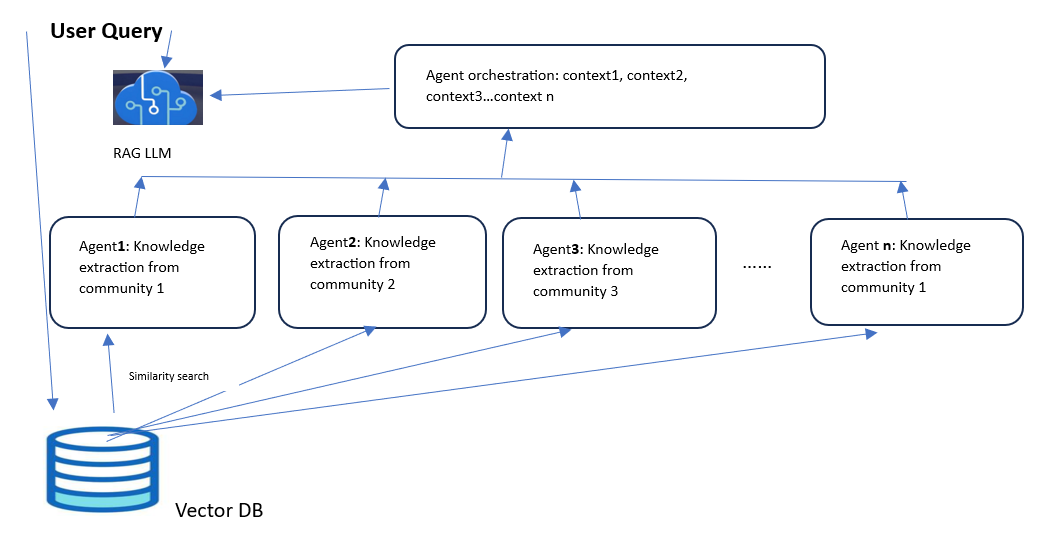 User Query
Agent orchestration: context1, context2,
context3...context n
RAG LLM
Agent1: Knowledge
extraction from
community 1
Agent2: Knowledge
extraction from
community 2
Agent3: Knowledge
extraction from
community 3
......
Agent n: Knowledge
extraction from
community 1
Similarity search
Vector DB